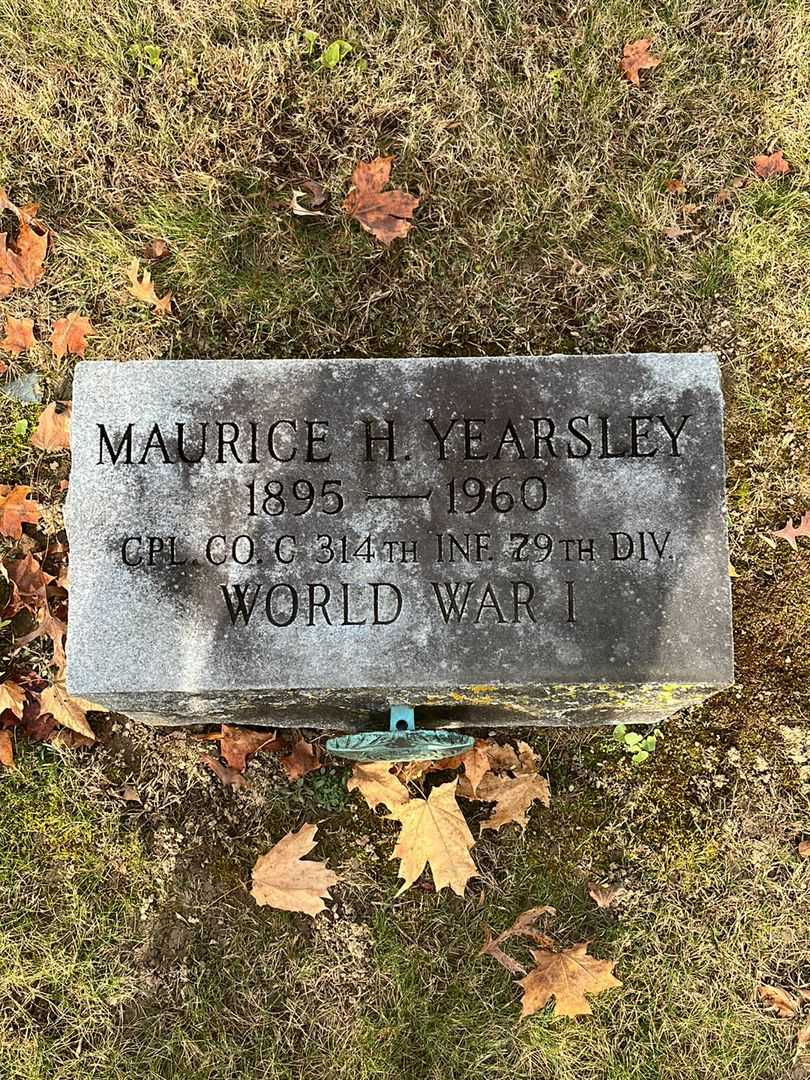 MAURICE H. YEARSLEY
1895 — 1960
CPL. CO. C 314TH INF. 79TH DIV.
WORLD WAR I